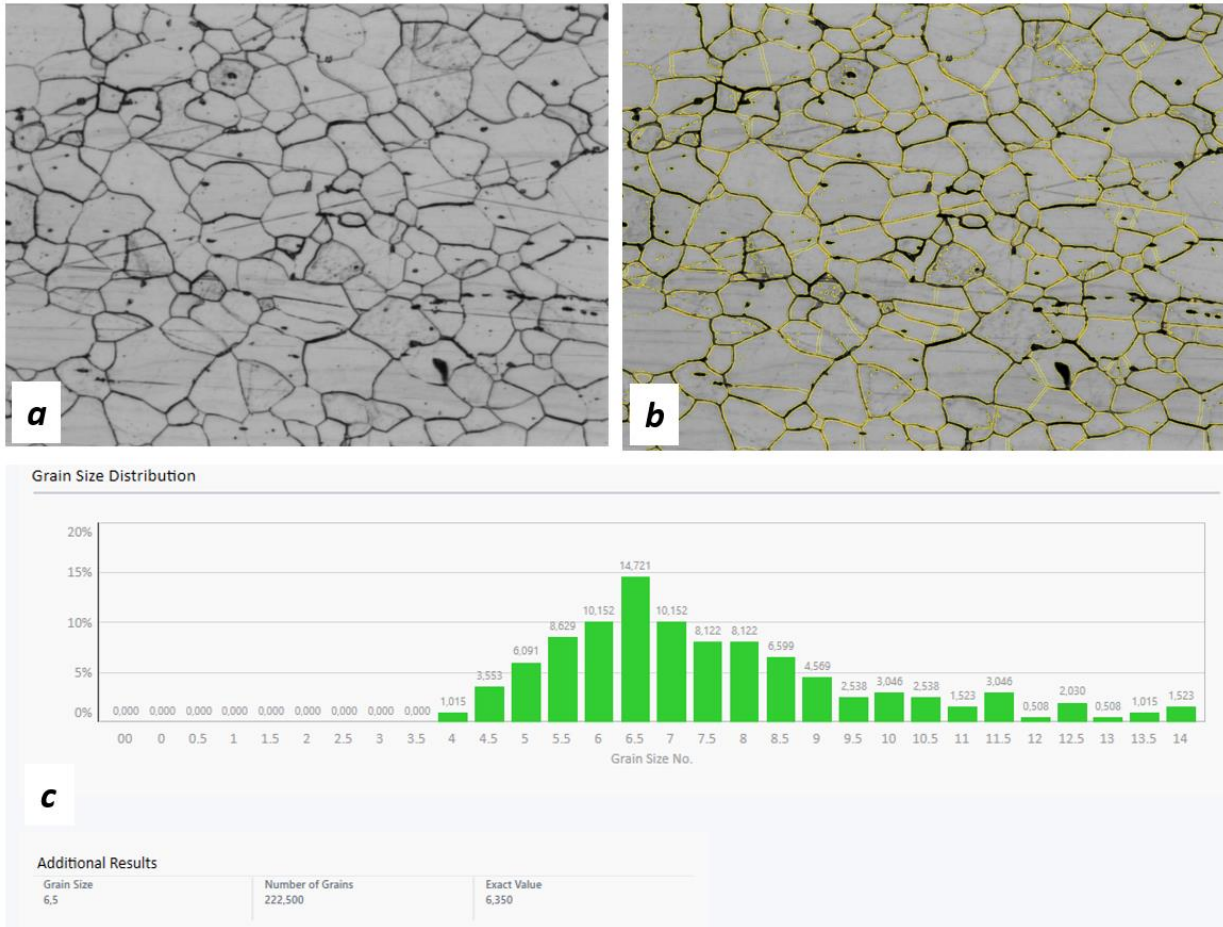 a
b
Grain Size Distribution
20%
15%
10%
5%
0%
0,000 0,000 0,000 0,000 0,000 0,000 0,000 0,000 0,000 1,015 3,553 6,091 8,629 10,152 14,721 10,152 8,122 8,122 6,599 4,569 2,538 3,046 2,538 1,523 3,046 0,508 2,030 0,508 1,015 1,523
00 0 0.5 1 1.5 2 2.5 3 3.5 4 4.5 5 5.5 6 6.5 7 7.5 8 8.5 9 9.5 10 10.5 11 11.5 12 12.5 13 13.5 14
Grain Size No.
c
Additional Results
Grain Size Number of Grains Exact Value
6,5 222,500 6,350